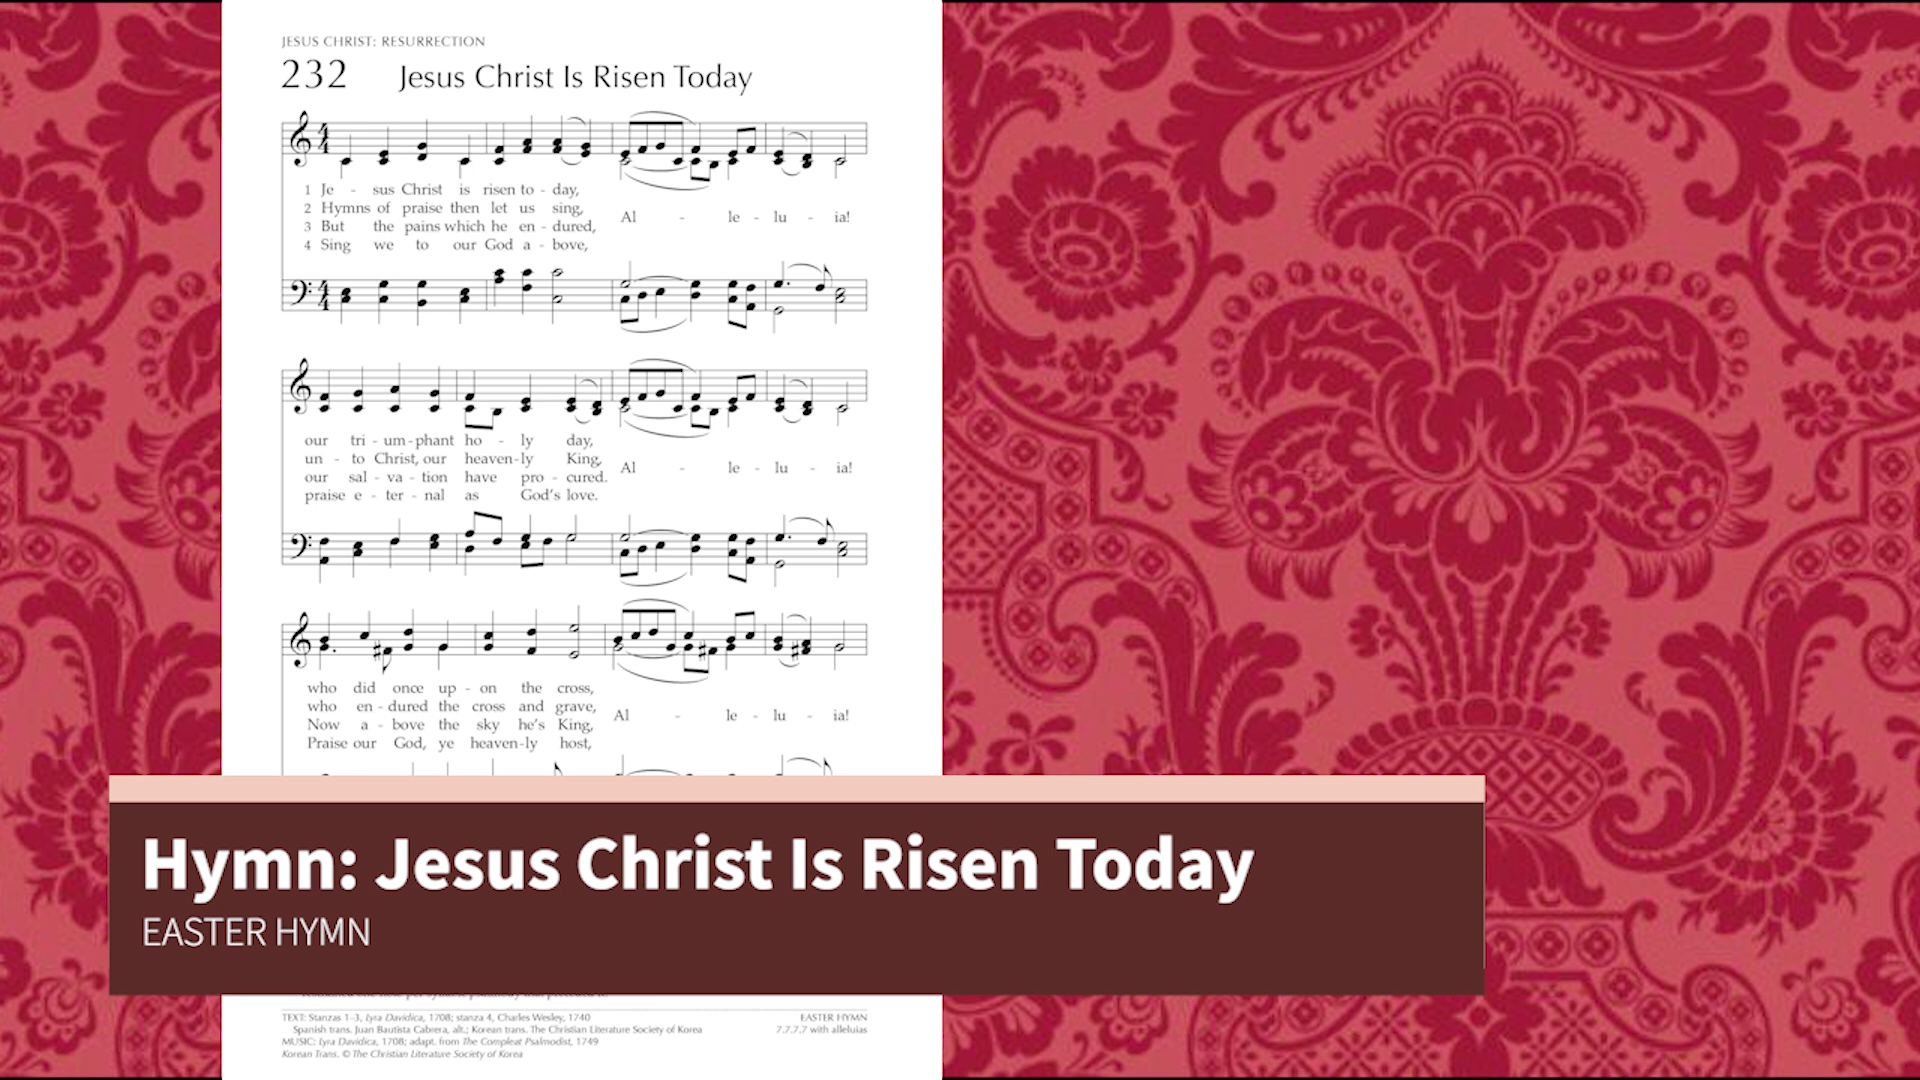 JESUS CHRIST: RESURRECTION
232 Jesus Christ Is Risen Today
1 Je - sus Christ is risen to - day,
2 Hymns of praise then let us sing,
3 But the pains which he en - dured,
4 Sing we to our God a - bove,
Al - le - lu - ia!
our tri - um - phant ho - ly day,
un - to Christ, our heaven - ly King,
our sal - va - tion have pro - cured.
praise e - ter - nal as God's love.
Al - le - lu - ia!
who did once up - on the cross,
who en - dured the cross and grave,
Now a - bove the sky he's King,
Praise our God, ye heaven - ly host,
Al - le - lu - ia!
Hymn: Jesus Christ Is Risen Today
EASTER HYMN
TEXT: Stanzas 1–3, Lyra Davidica, 1708; stanza 4, Charles Wesley, 1740
Spanish trans. Juan Bautista Cabrera, alt.; Korean trans. The Christian Literature Society of Korea
MUSIC: Lyra Davidica, 1708; adapt. from The Compleat Psalmodist, 1749
Korean Trans. © The Christian Literature Society of Korea
EASTER HYMN
7.7.7.7 with alleluias